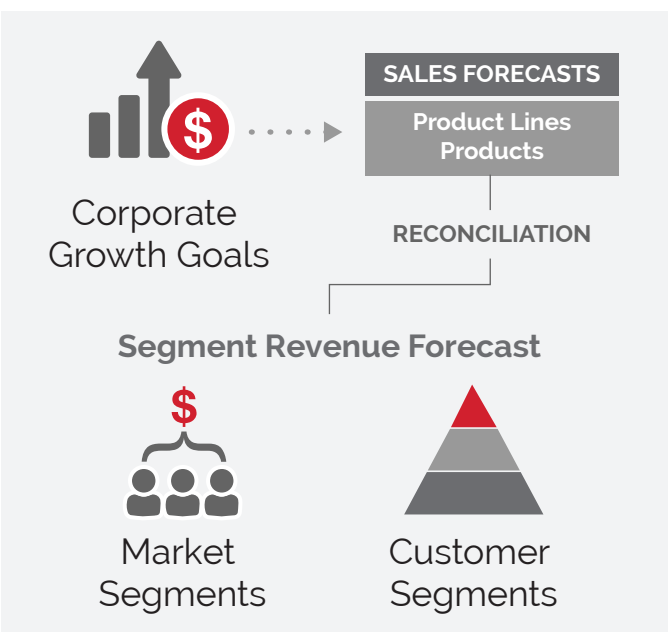 $
SALES FORECASTS
Product Lines
Products
Corporate
Growth Goals
RECONCILIATION
Segment Revenue Forecast
$
Market
Segments
Customer
Segments